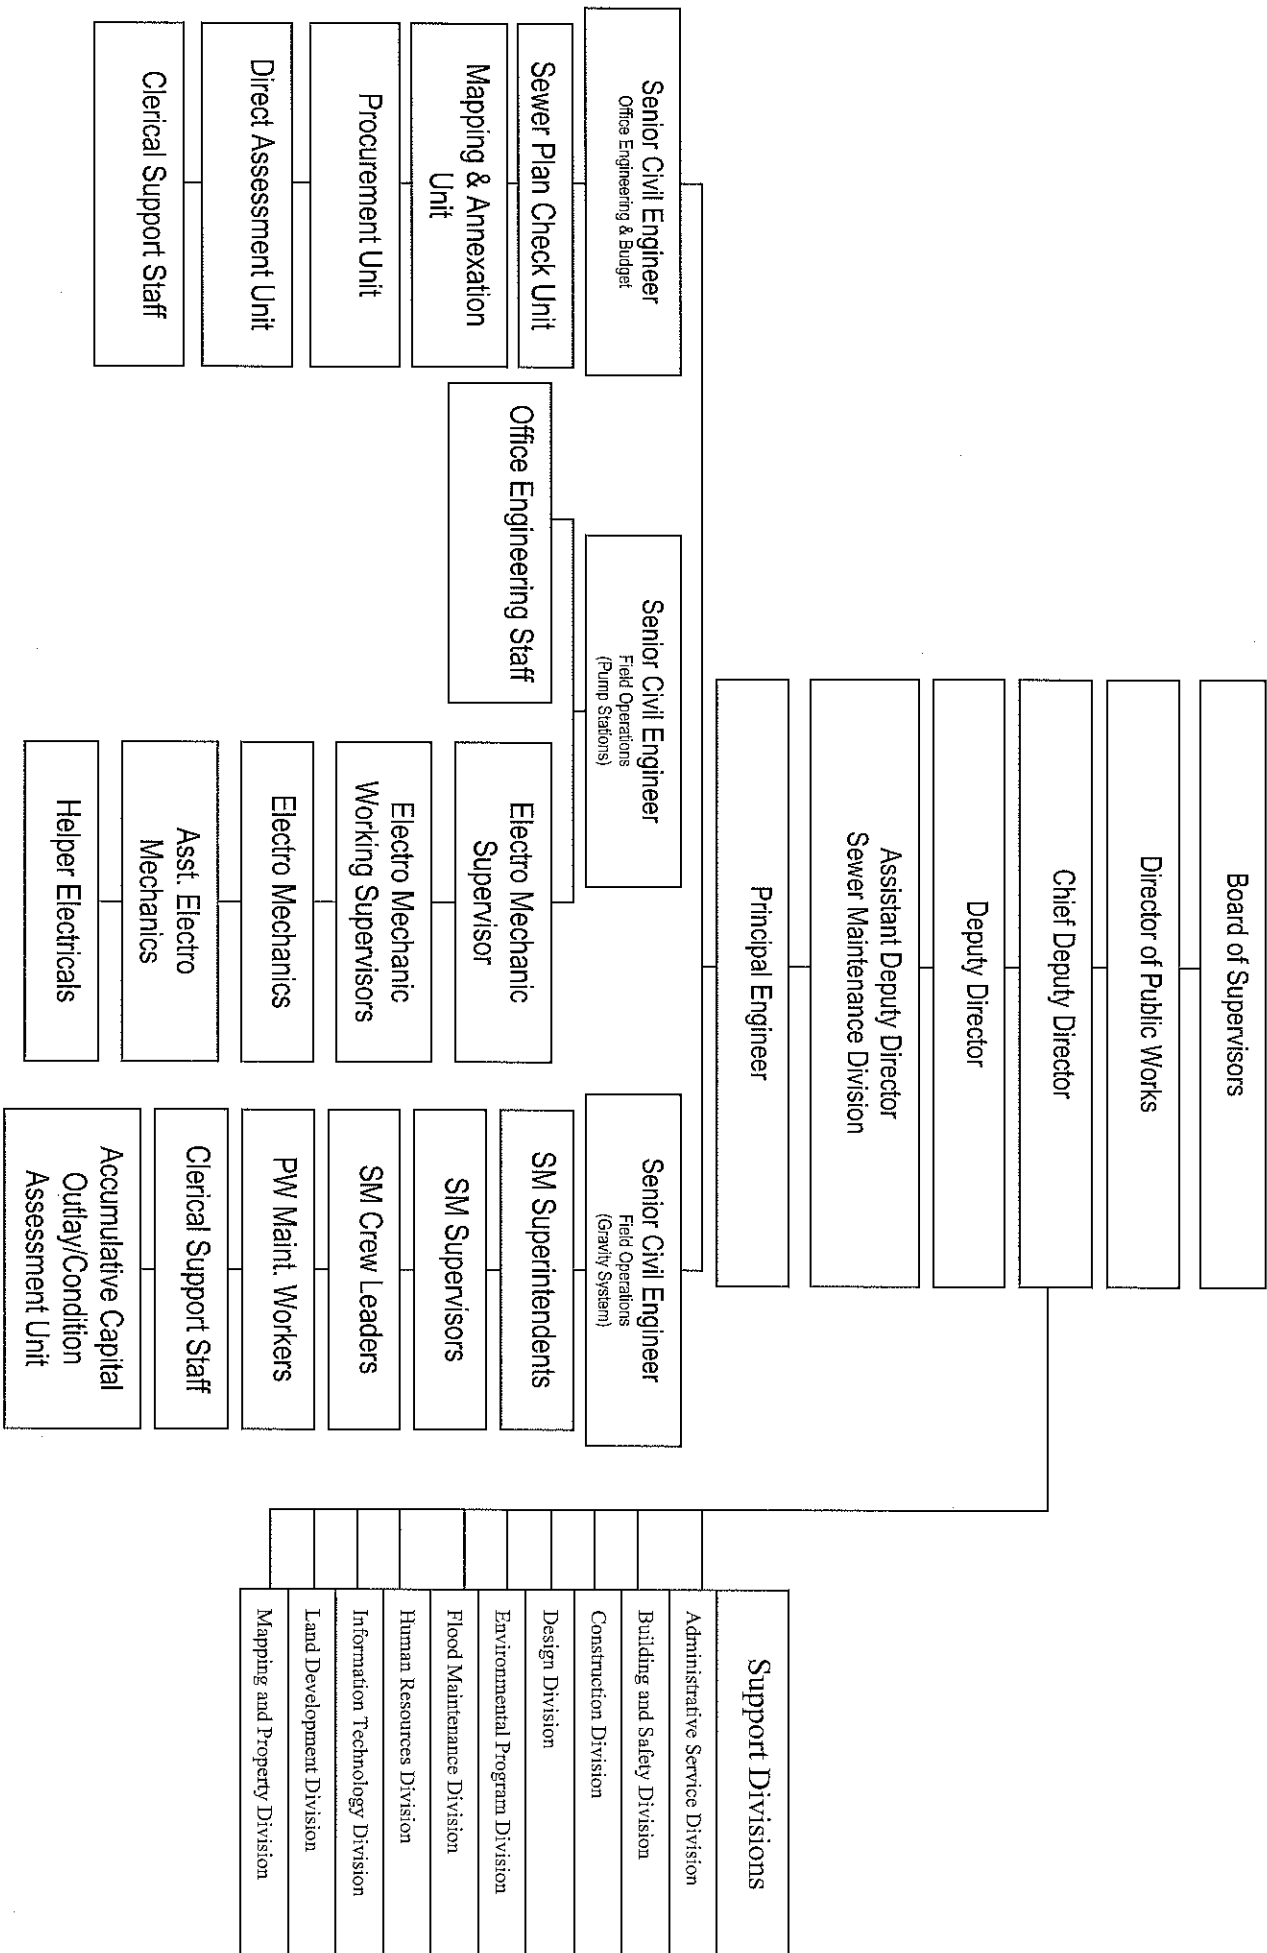 Board of Supervisors
Director of Public Works
Chief Deputy Director
Deputy Director
Assistant Deputy Director
Sewer Maintenance Division
Principal Engineer
Senior Civil Engineer
Office Engineering & Budget
Sewer Plan Check Unit
Mapping & Annexation
Unit
Procurement Unit
Direct Assessment Unit
Clerical Support Staff
Senior Civil Engineer
Field Operations
(Pump Stations)
Office Engineering Staff
Electro Mechanic
Supervisor
Electro Mechanic
Working Supervisors
Electro Mechanics
Asst. Electro
Mechanics
Helper Electricals
Senior Civil Engineer
Field Operations
(Gravity System)
SM Superintendents
SM Supervisors
SM Crew Leaders
PW Maint. Workers
Clerical Support Staff
Accumulative Capital
Outlay/Condition
Assessment Unit
Support Divisions
Administrative Service Division
Building and Safety Division
Construction Division
Design Division
Environmental Program Division
Flood Maintenance Division
Human Resources Division
Information Technology Division
Land Development Division
Mapping and Property Division